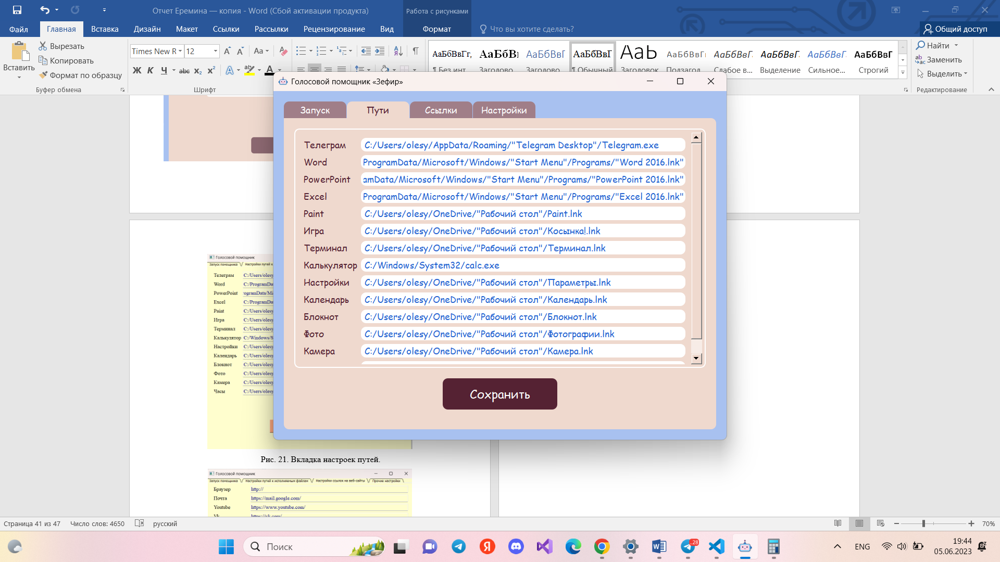 Отчет Еремина — копия - Word (Сбой активации продукта)
Работа с рисунками
Файл
Главная
Вставка
Дизайн
Макет
Ссылки
Рассылки
Рецензирование
Вид
Формат
Что вы хотите сделать?
Общий доступ
Вставить
Вырезать
Копировать
Формат по образцу
Буфер обмена
Times New R
12
Шрифт
АаБбВвГг,
АаБбВ
АаБбВвГ
АаБбВвГ
АаБ
АаБбВвГ
АаБбВвГ
АаБбВвГ
АаБбВвГ
АаБбВвГ
¶ Без инт...
Заголово...
Заголово...
¶ Обычный
Заголовок
Подзагол...
Слабое в...
Выделение
Сильное...
Строгий
Найти
Заменить
Выделить
Редактирование
Голосовой помощник «Зефир»
Запуск
Пути
Ссылки
Настройки
Телеграм C:/Users/olesy/AppData/Roaming/"Telegram Desktop"/Telegram.exe
Word ProgramData/Microsoft/Windows/"Start Menu"/Programs/"Word 2016.lnk"
PowerPoint amData/Microsoft/Windows/"Start Menu"/Programs/"PowerPoint 2016.lnk"
Excel ProgramData/Microsoft/Windows/"Start Menu"/Programs/"Excel 2016.lnk"
Paint C:/Users/olesy/OneDrive/"Рабочий стол"/Paint.lnk
Игра C:/Users/olesy/OneDrive/"Рабочий стол"/Косынка!.lnk
Терминал C:/Users/olesy/OneDrive/"Рабочий стол"/Терминал.lnk
Калькулятор C:/Windows/System32/calc.exe
Настройки C:/Users/olesy/OneDrive/"Рабочий стол"/Параметры.lnk
Календарь C:/Users/olesy/OneDrive/"Рабочий стол"/Календарь.lnk
Блокнот C:/Users/olesy/OneDrive/"Рабочий стол"/Блокнот.lnk
Фото C:/Users/olesy/OneDrive/"Рабочий стол"/Фотографии.lnk
Камера C:/Users/olesy/OneDrive/"Рабочий стол"/Камера.lnk
Сохранить
Голосовой помощник
Запуск помощника
Настройки путей к
Телеграм C:/Users/olesy
Word C:/ProgramDa
PowerPoint rogramData/Mi
Excel C:/ProgramDa
Paint C:/Users/olesy
Игра C:/Users/olesy
Терминал C:/Users/olesy
Калькулятор C:/Windows/S
Настройки C:/Users/olesy
Календарь C:/Users/olesy
Блокнот C:/Users/olesy
Фото C:/Users/olesy
Камера C:/Users/olesy
Часы C:/Users/olesy
Рис. 21. Вкладка настроек путей.
Голосовой помощник
Запуск помощника
Настройки путей к исполняемым файлам
Настройки ссылок на веб-сайты
Прочие настройки
Браузер http://
Почта https://mail.google.com/
Youtube https://www.youtube.com/
Vk https://vk.com/
Страница 41 из 47
Число слов: 4650
русский
70%
Поиск
..28
ENG
19:44
05.06.2023